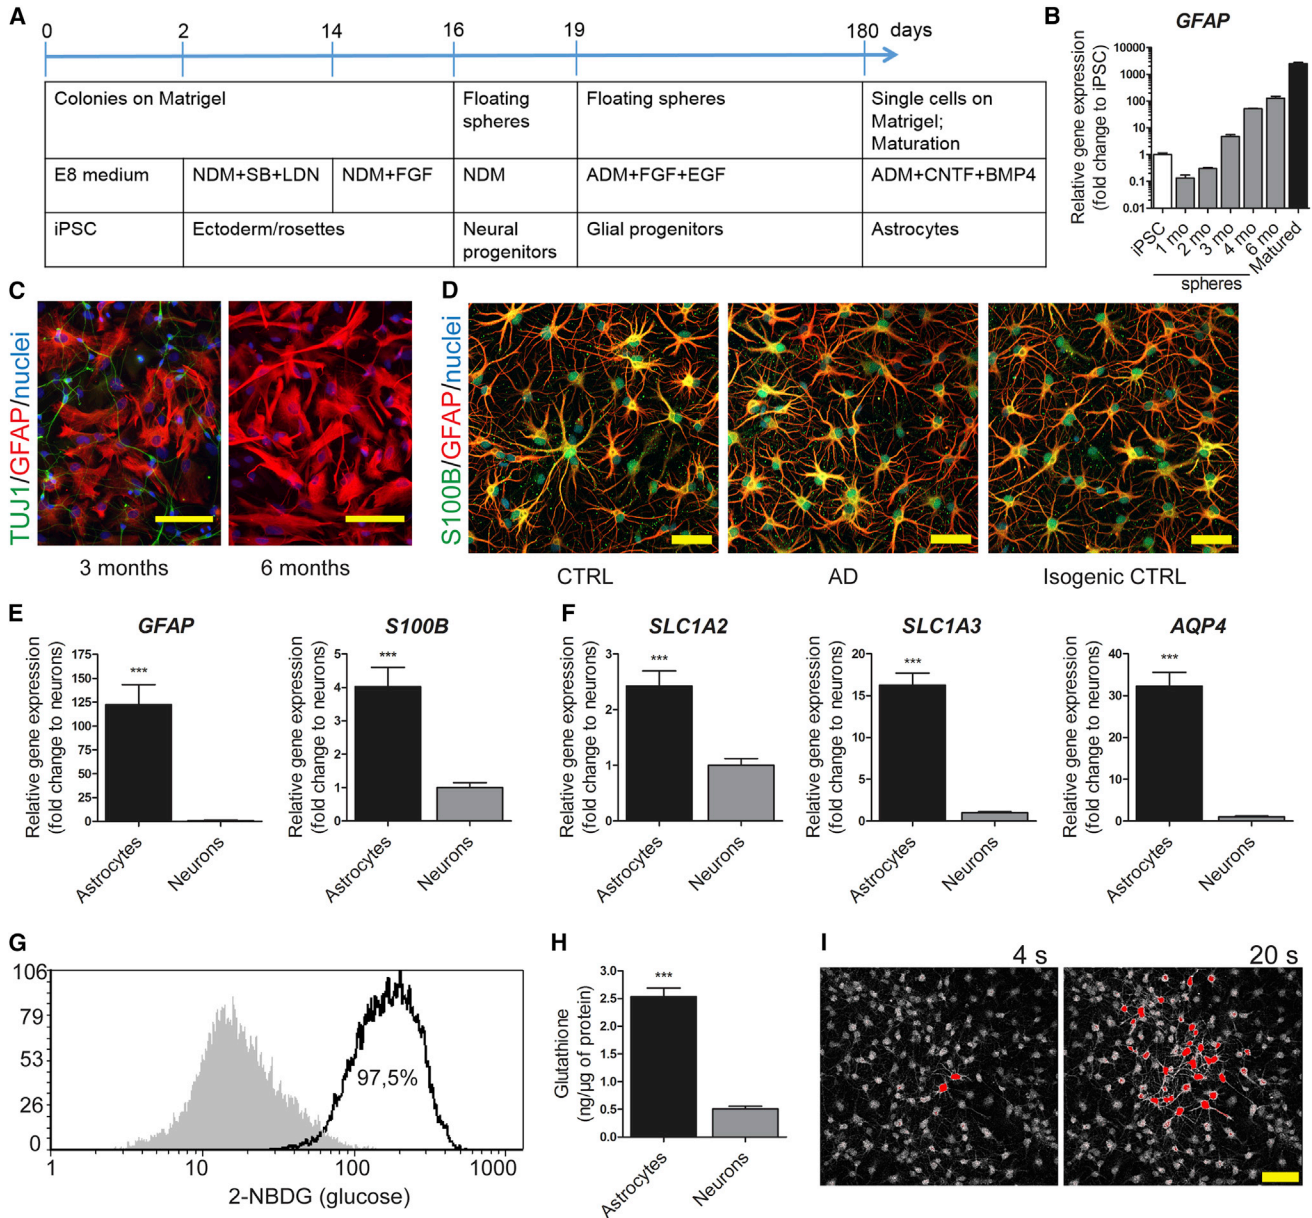 A
0 2 14 16 19 180 days
Colonies on Matrigel
Floating
spheres
Floating spheres
Single cells on
Matrigel;
Maturation
E8 medium
NDM+SB+LDN
NDM+FGF
NDM
ADM+FGF+EGF
ADM+CNTF+BMP4
iPSC
Ectoderm/rosettes
Neural
progenitors
Glial progenitors
Astrocytes
B
GFAP
Relative gene expression
(fold change to iPSC)
10000
1000
100
10
1
0.1
0.01
iPSC
1 mo
2 mo
3 mo
4 mo
6 mo
Matured
spheres
C
TUJ1/GFAP/nuclei
3 months
6 months
D
S100B/GFAP/nuclei
CTRL
AD
Isogenic CTRL
E
GFAP
Relative gene expression
(fold change to neurons)
175
150
125
100
75
50
25
0
***
Astrocytes
Neurons
S100B
Relative gene expression
(fold change to neurons)
5
4
3
2
1
0
***
Astrocytes
Neurons
F
SLC1A2
Relative gene expression
(fold change to neurons)
3
2
1
0
***
Astrocytes
Neurons
SLC1A3
Relative gene expression
(fold change to neurons)
20
15
10
5
0
***
Astrocytes
Neurons
AQP4
Relative gene expression
(fold change to neurons)
40
30
20
10
0
***
Astrocytes
Neurons
G
106
79
53
26
0
97,5%
1 10 100 1000
2-NBDG (glucose)
H
Glutathione
(ng/µg of protein)
3.0
2.5
2.0
1.5
1.0
0.5
0.0
***
Astrocytes
Neurons
I
4 s
20 s